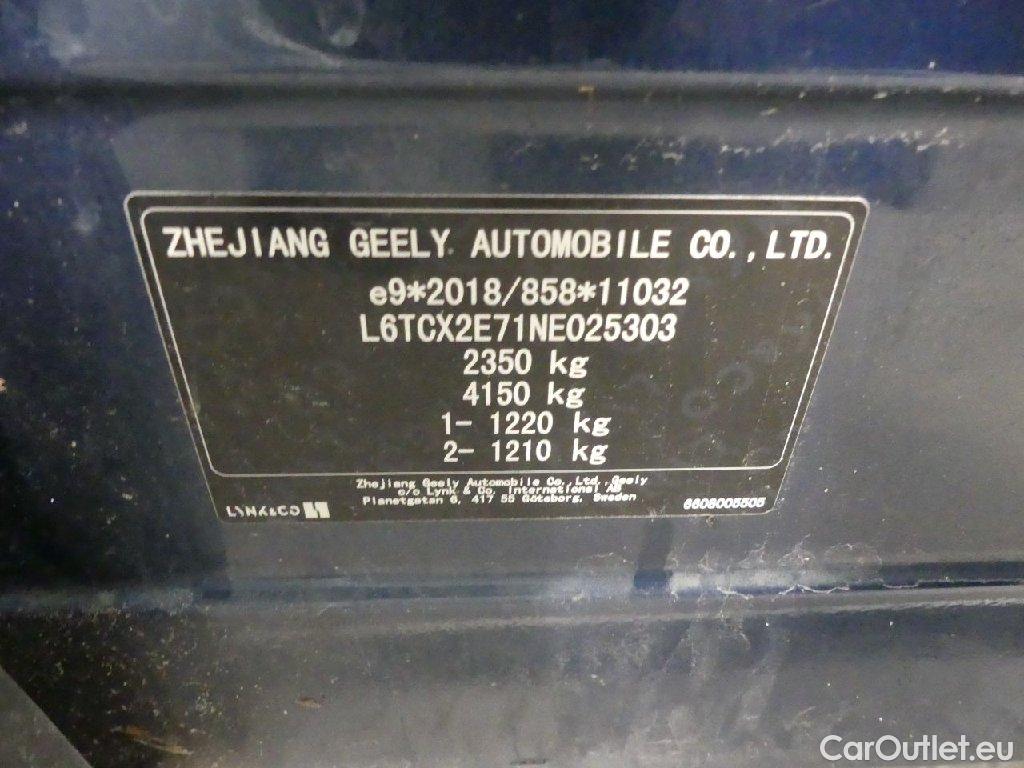 ZHEJIANG GEELY AUTOMOBILE CO., LTD.
e9*2018/858*11032
L6TCX2E71NE025303
2350 kg
4150 kg
1- 1220 kg
2- 1210 kg
Zhejiang Geely Automobile Co., Ltd. Geely
c/o Lynk & Co. International AB
Planetgatan 6, 417 55 Göteborg, Sweden
LYNK&CO
6608005505
CarOutlet.eu